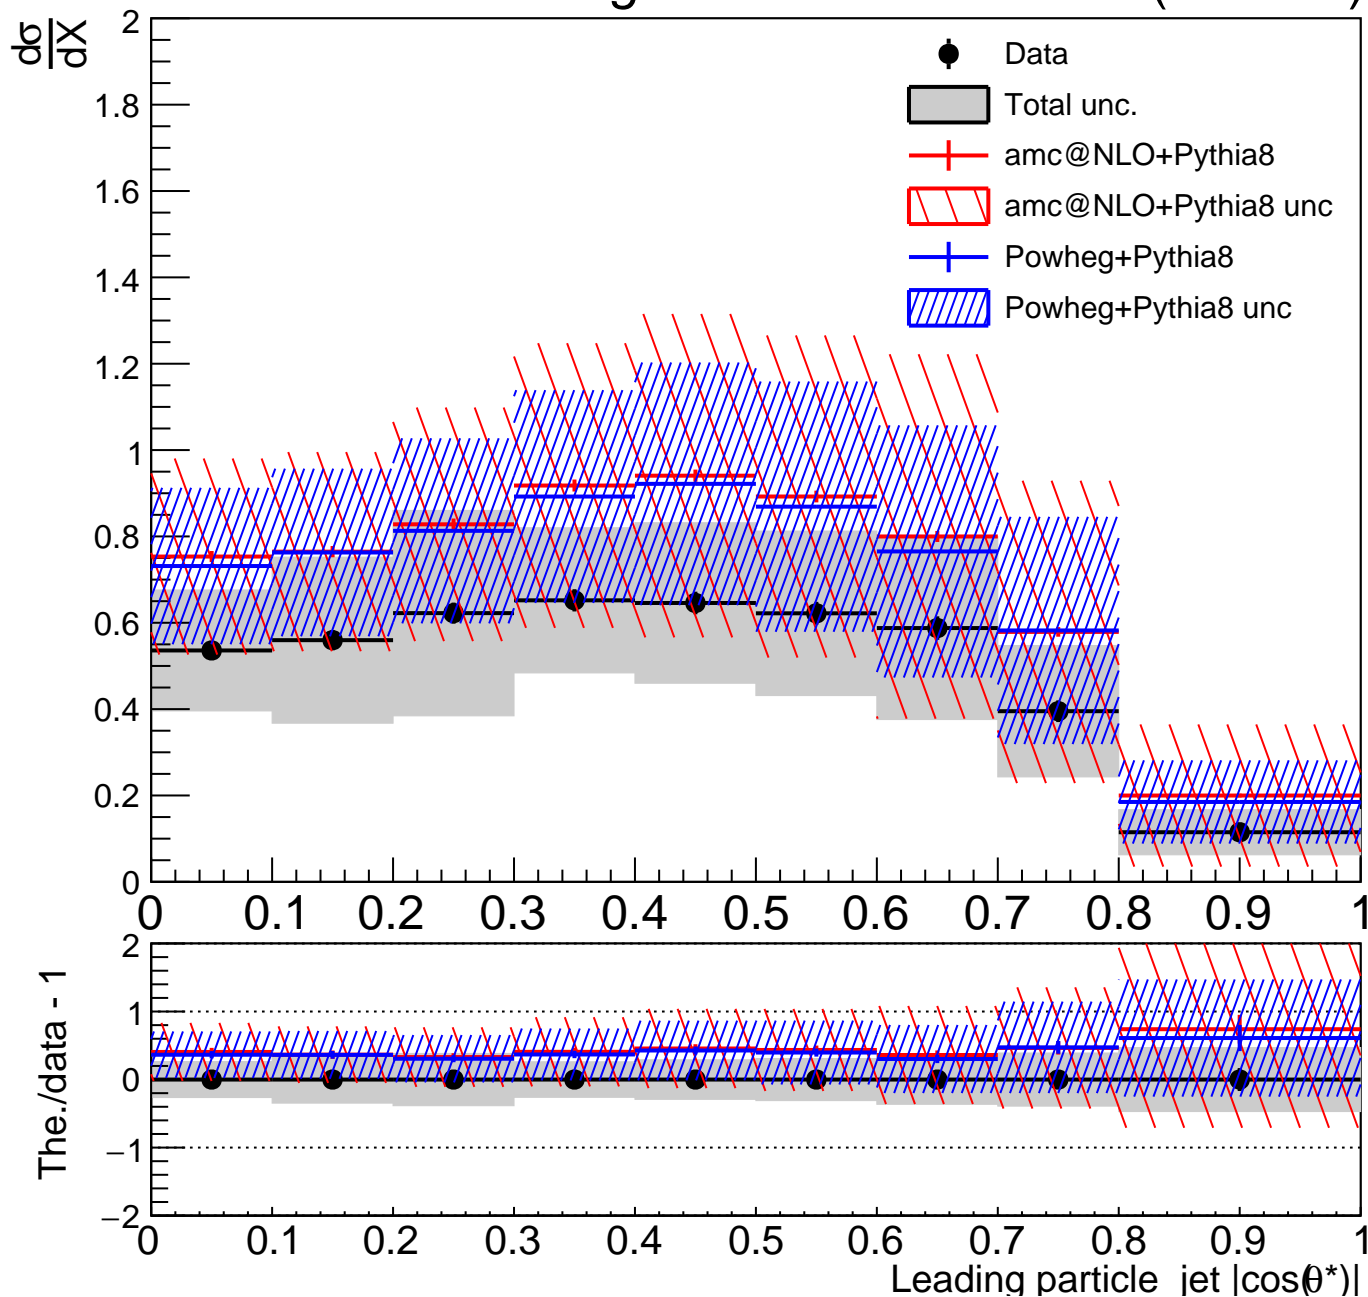 dσ
dX
Data
Total unc.
amc@NLO+Pythia8
amc@NLO+Pythia8 unc
Powheg+Pythia8
Powheg+Pythia8 unc
2
1.8
1.6
1.4
1.2
1
0.8
0.6
0.4
0.2
0
0 0.1 0.2 0.3 0.4 0.5 0.6 0.7 0.8 0.9 1
The./data - 1
2
1
0
−1
−2
0 0.1 0.2 0.3 0.4 0.5 0.6 0.7 0.8 0.9 1
Leading particle jet |cos(θ*)|